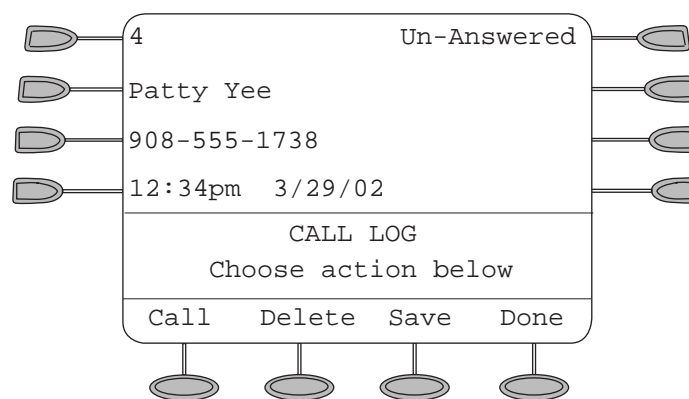 4 Un-Answered
Patty Yee
908-555-1738
12:34pm 3/29/02
CALL LOG
Choose action below
Call Delete Save Done